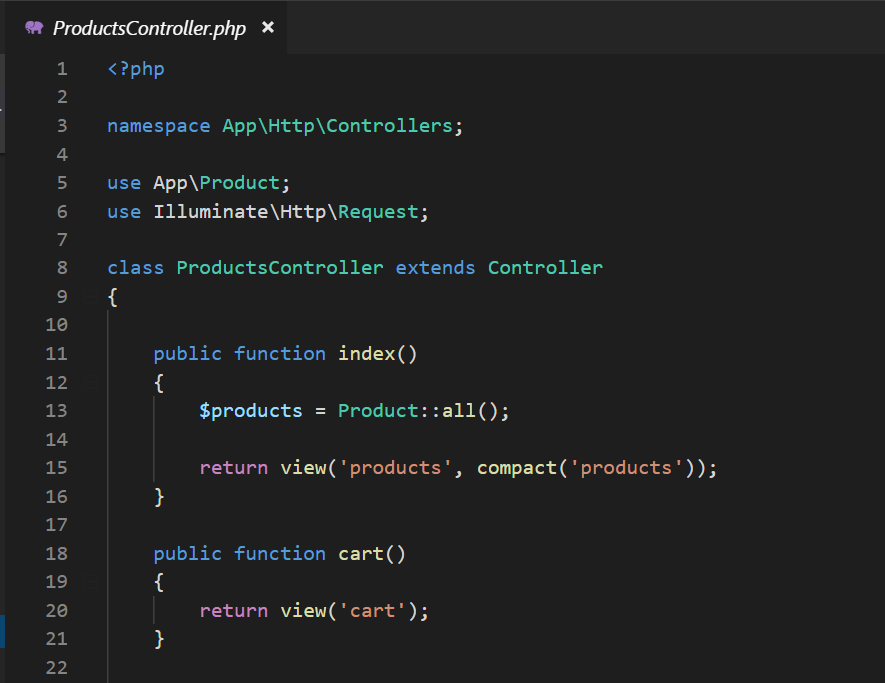 ProductsController.php ×
1 <?php
2
3 namespace App\Http\Controllers;
4
5 use App\Product;
6 use Illuminate\Http\Request;
7
8 class ProductsController extends Controller
9 {
10
11     public function index()
12     {
13         $products = Product::all();
14
15         return view('products', compact('products'));
16     }
17
18     public function cart()
19     {
20         return view('cart');
21     }
22